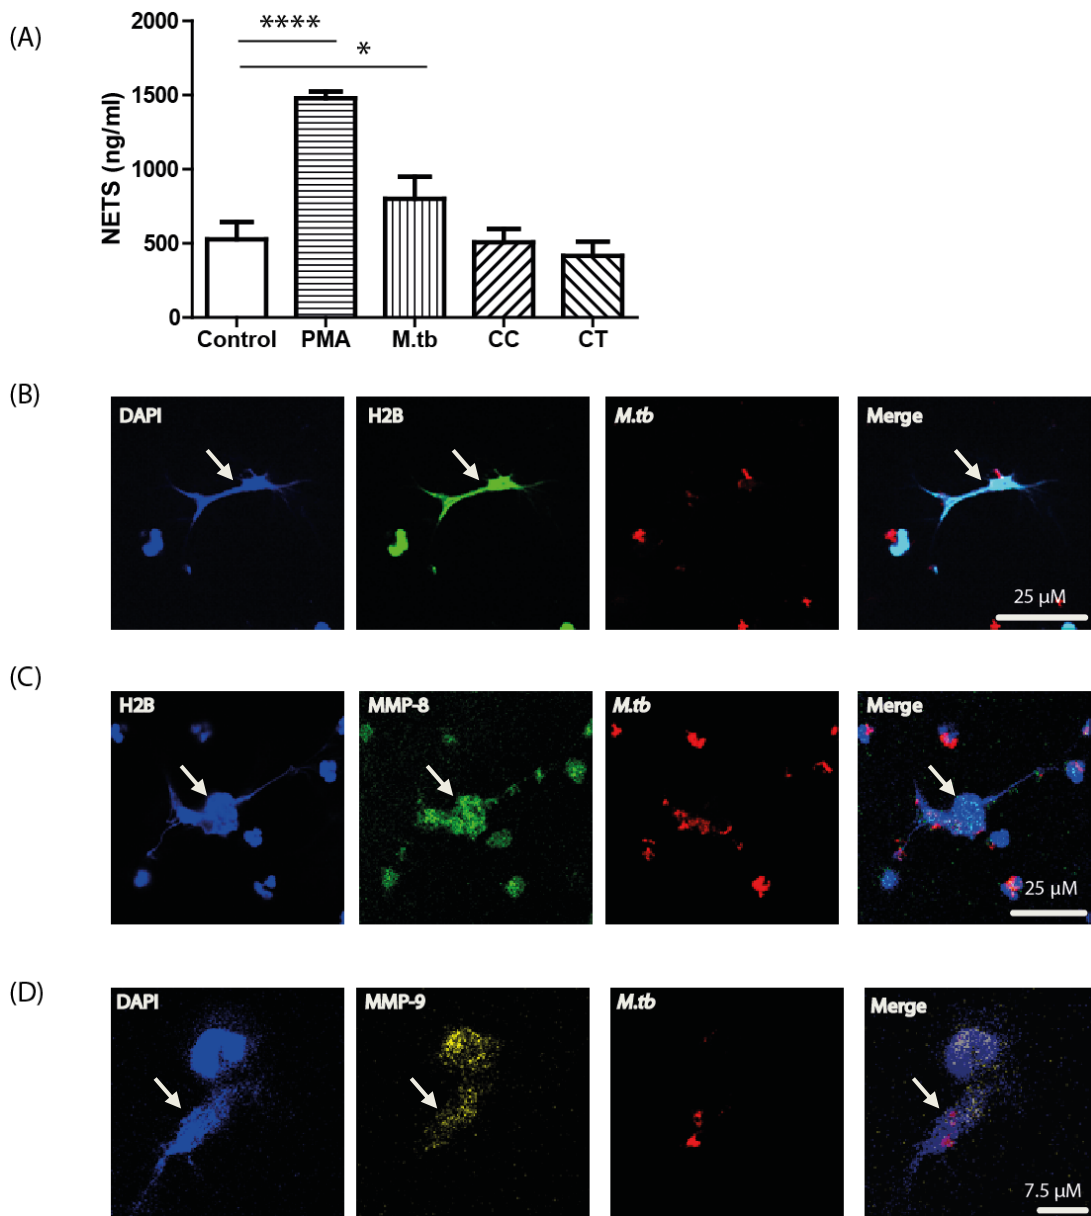 (A)
2000
****
*
1500
1000
500
0
NETS (ng/ml)
Control PMA M.tb CC CT
(B)
DAPI H2B M.tb Merge
25 µM
(C)
H2B MMP-8 M.tb Merge
25 µM
(D)
DAPI MMP-9 M.tb Merge
7.5 µM